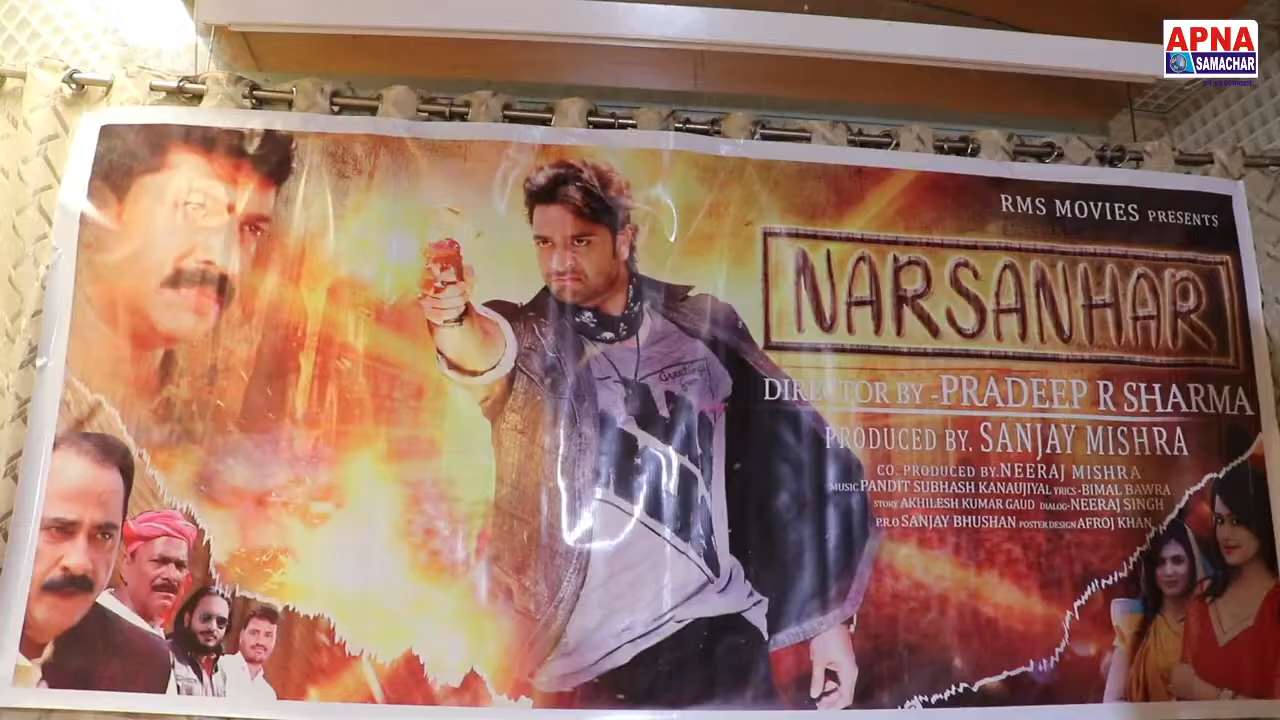 APNA
SAMACHAR
RMS MOVIES PRESENTS
NARSANHAR
DIRECTOR BY -PRADEEP R SHARMA
PRODUCED BY. SANJAY MISHRA
CO. PRODUCED BY.NEERAJ MISHRA
MUSIC PANDIT SUBHASH KANAUJIYAL LYRICS -BIMAL BAWRA
STORY AKHILESH KUMAR GAUD DIALOG-NEERAJ SINGH
P.R.O SANJAY BHUSHAN POSTER DESIGN AFROJ KHAN
Greetings
from